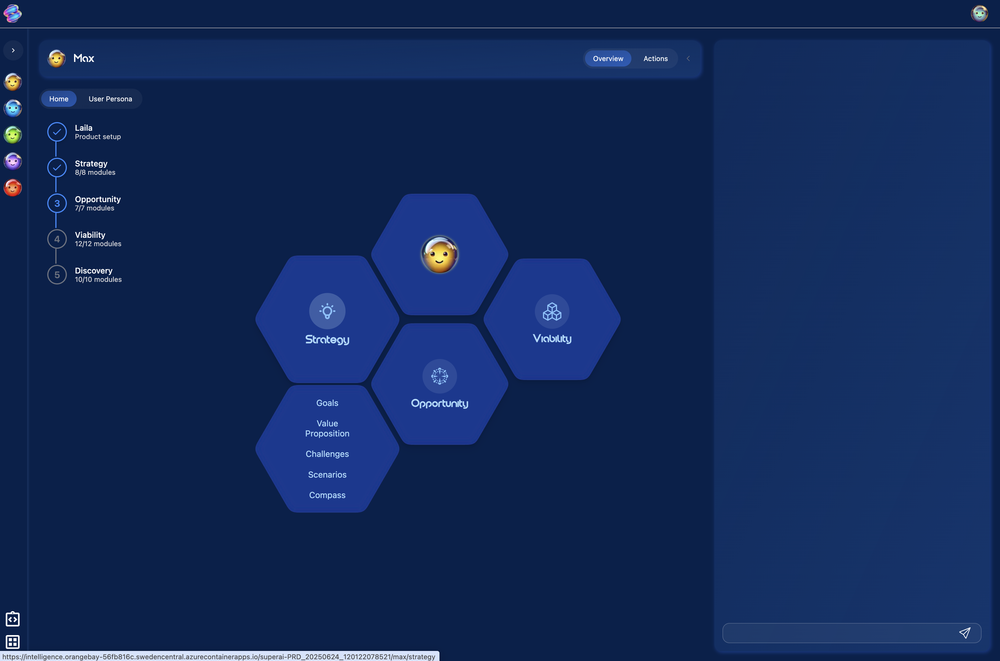 Max
Overview
Actions
Home
User Persona
Laila
Product setup
Strategy
8/8 modules
3
Opportunity
7/7 modules
4
Viability
12/12 modules
5
Discovery
10/10 modules
Strategy
Viability
Opportunity
Goals
Value
Proposition
Challenges
Scenarios
Compass
https://intelligence.orangebay-56fb816c.swedencentral.azurecontainerapps.io/superai-PRD_20250624_120122078521/max/strategy